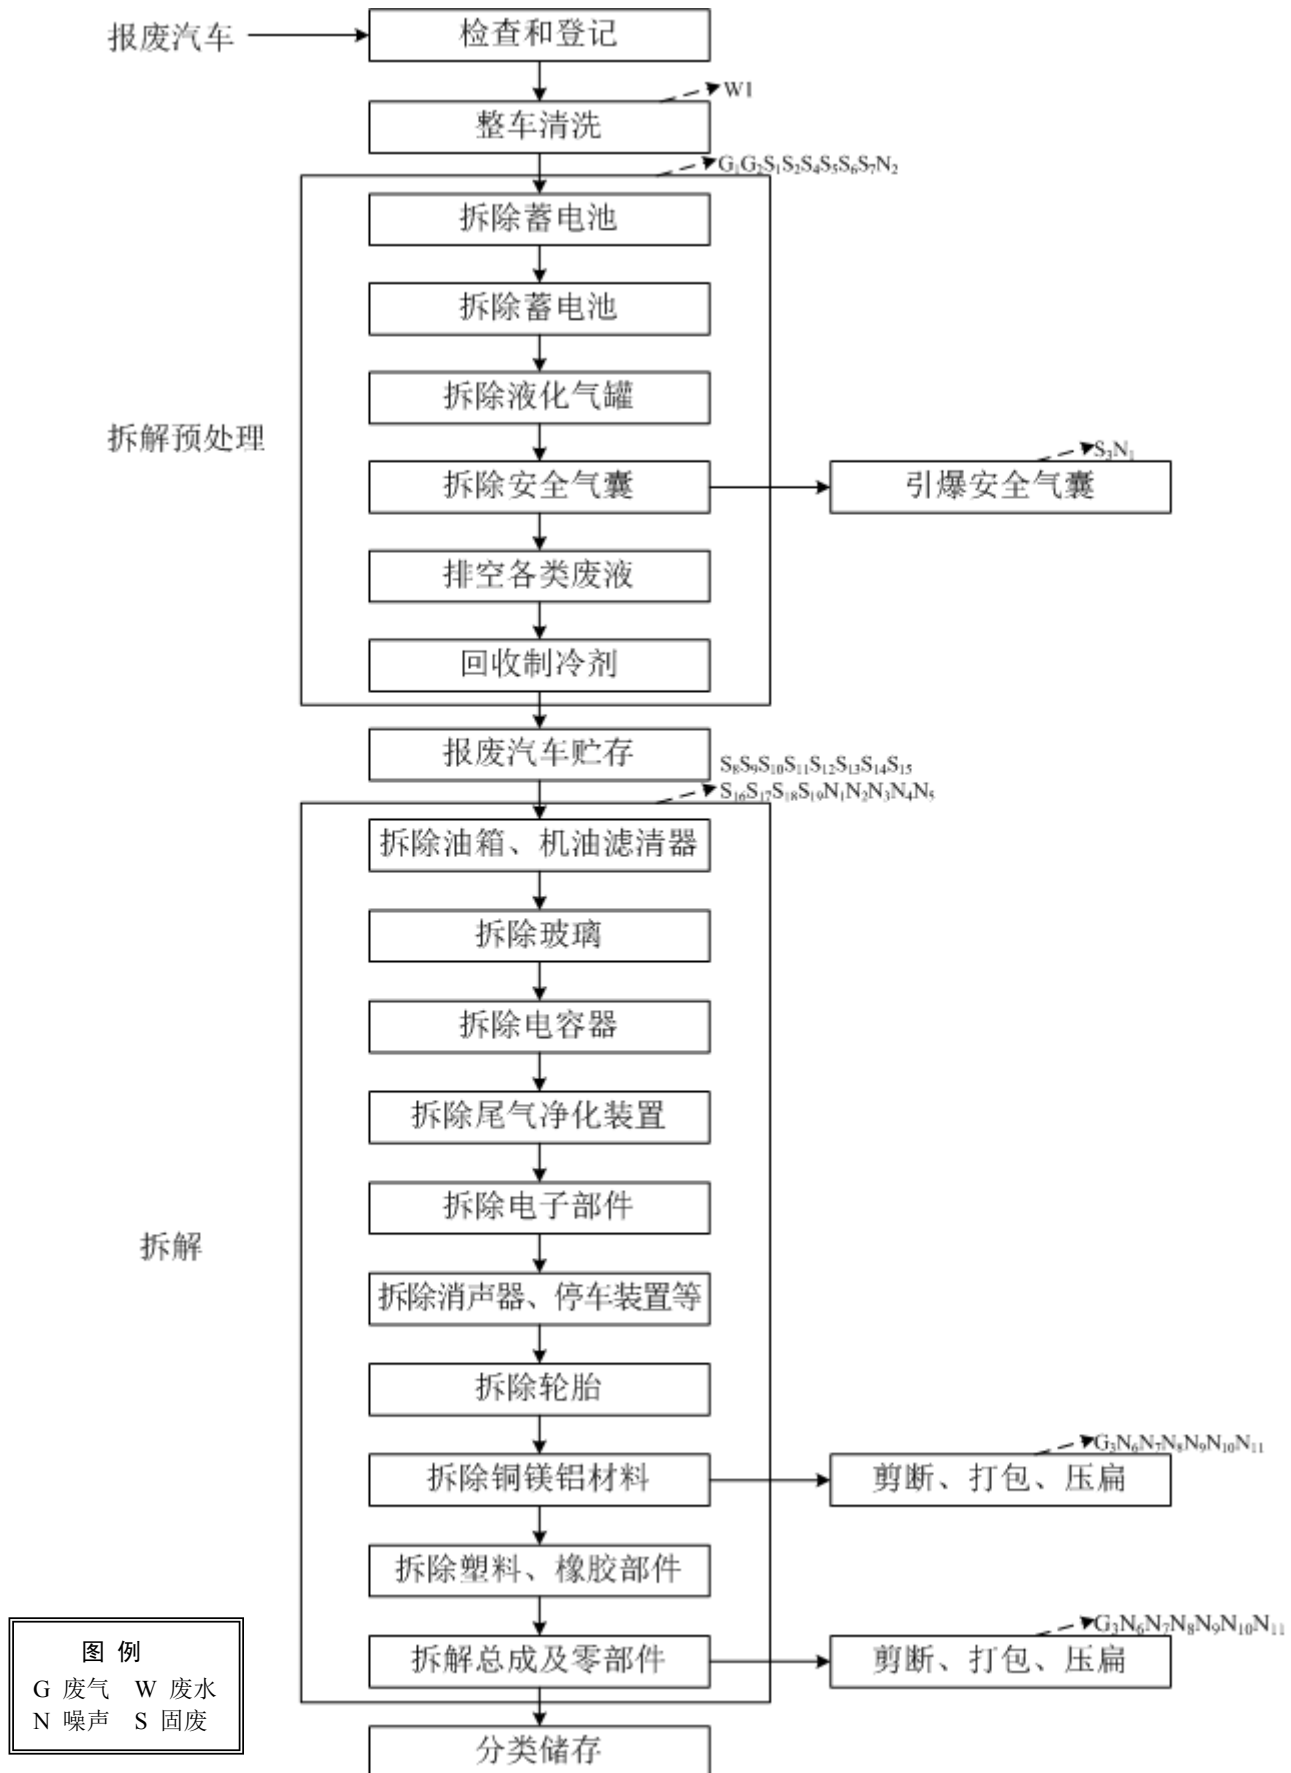 报废汽车
检查和登记
W1
整车清洗
G₁G₂S₁S₂S₄S₅S₆S₇N₂
拆除蓄电池
拆除蓄电池
拆除液化气罐
拆解预处理
S₃N₁
拆除安全气囊
引爆安全气囊
排空各类废液
回收制冷剂
报废汽车贮存
S₈S₉S₁₀S₁₁S₁₂S₁₃S₁₄S₁₅
S₁₆S₁₇S₁₈S₁₉N₁N₂N₃N₄N₅
拆除油箱、机油滤清器
拆除玻璃
拆除电容器
拆除尾气净化装置
拆除电子部件
拆解
拆除消声器、停车装置等
拆除轮胎
G₃N₆N₇N₈N₉N₁₀N₁₁
拆除铜镁铝材料
剪断、打包、压扁
拆除塑料、橡胶部件
G₃N₆N₇N₈N₉N₁₀N₁₁
拆解总成及零部件
剪断、打包、压扁
分类储存
图 例
G 废气 W 废水
N 噪声 S 固废